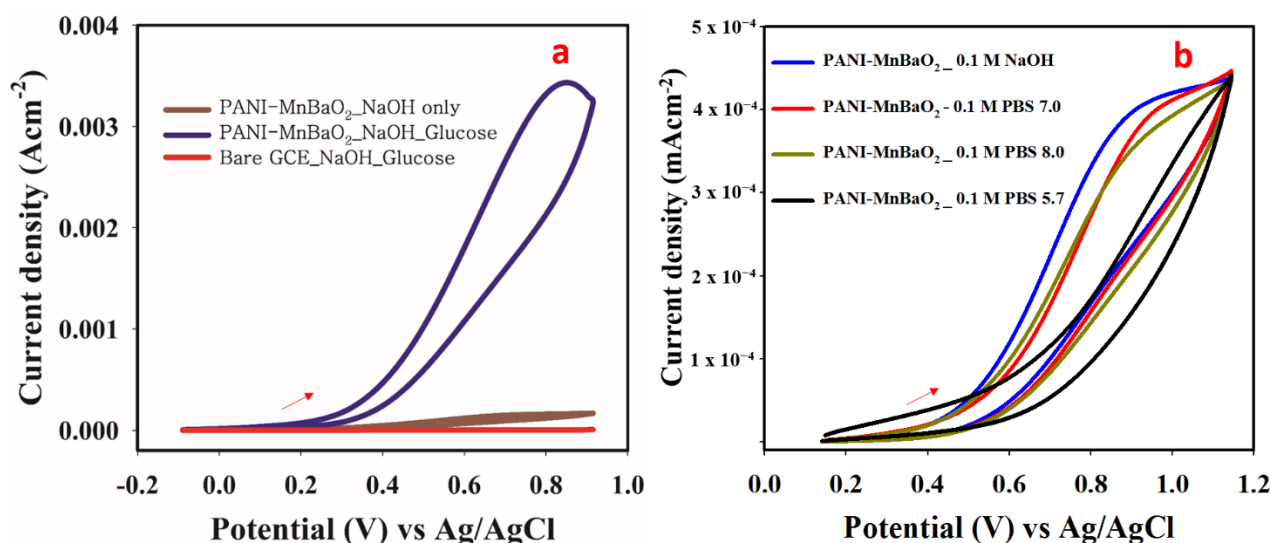 a
0.004
0.003
0.002
0.001
0.000
Current density (Acm⁻²)
PANI-MnBaO₂_NaOH only
PANI-MnBaO₂_NaOH_Glucose
Bare GCE_NaOH_Glucose
-0.2 0.0 0.2 0.4 0.6 0.8 1.0
Potential (V) vs Ag/AgCl
b
5 x 10⁻⁴
4 x 10⁻⁴
3 x 10⁻⁴
2 x 10⁻⁴
1 x 10⁻⁴
Current density (mAcm⁻²)
PANI-MnBaO₂_ 0.1 M NaOH
PANI-MnBaO₂ - 0.1 M PBS 7.0
PANI-MnBaO₂_ 0.1 M PBS 8.0
PANI-MnBaO₂_ 0.1 M PBS 5.7
0.0 0.2 0.4 0.6 0.8 1.0 1.2
Potential (V) vs Ag/AgCl